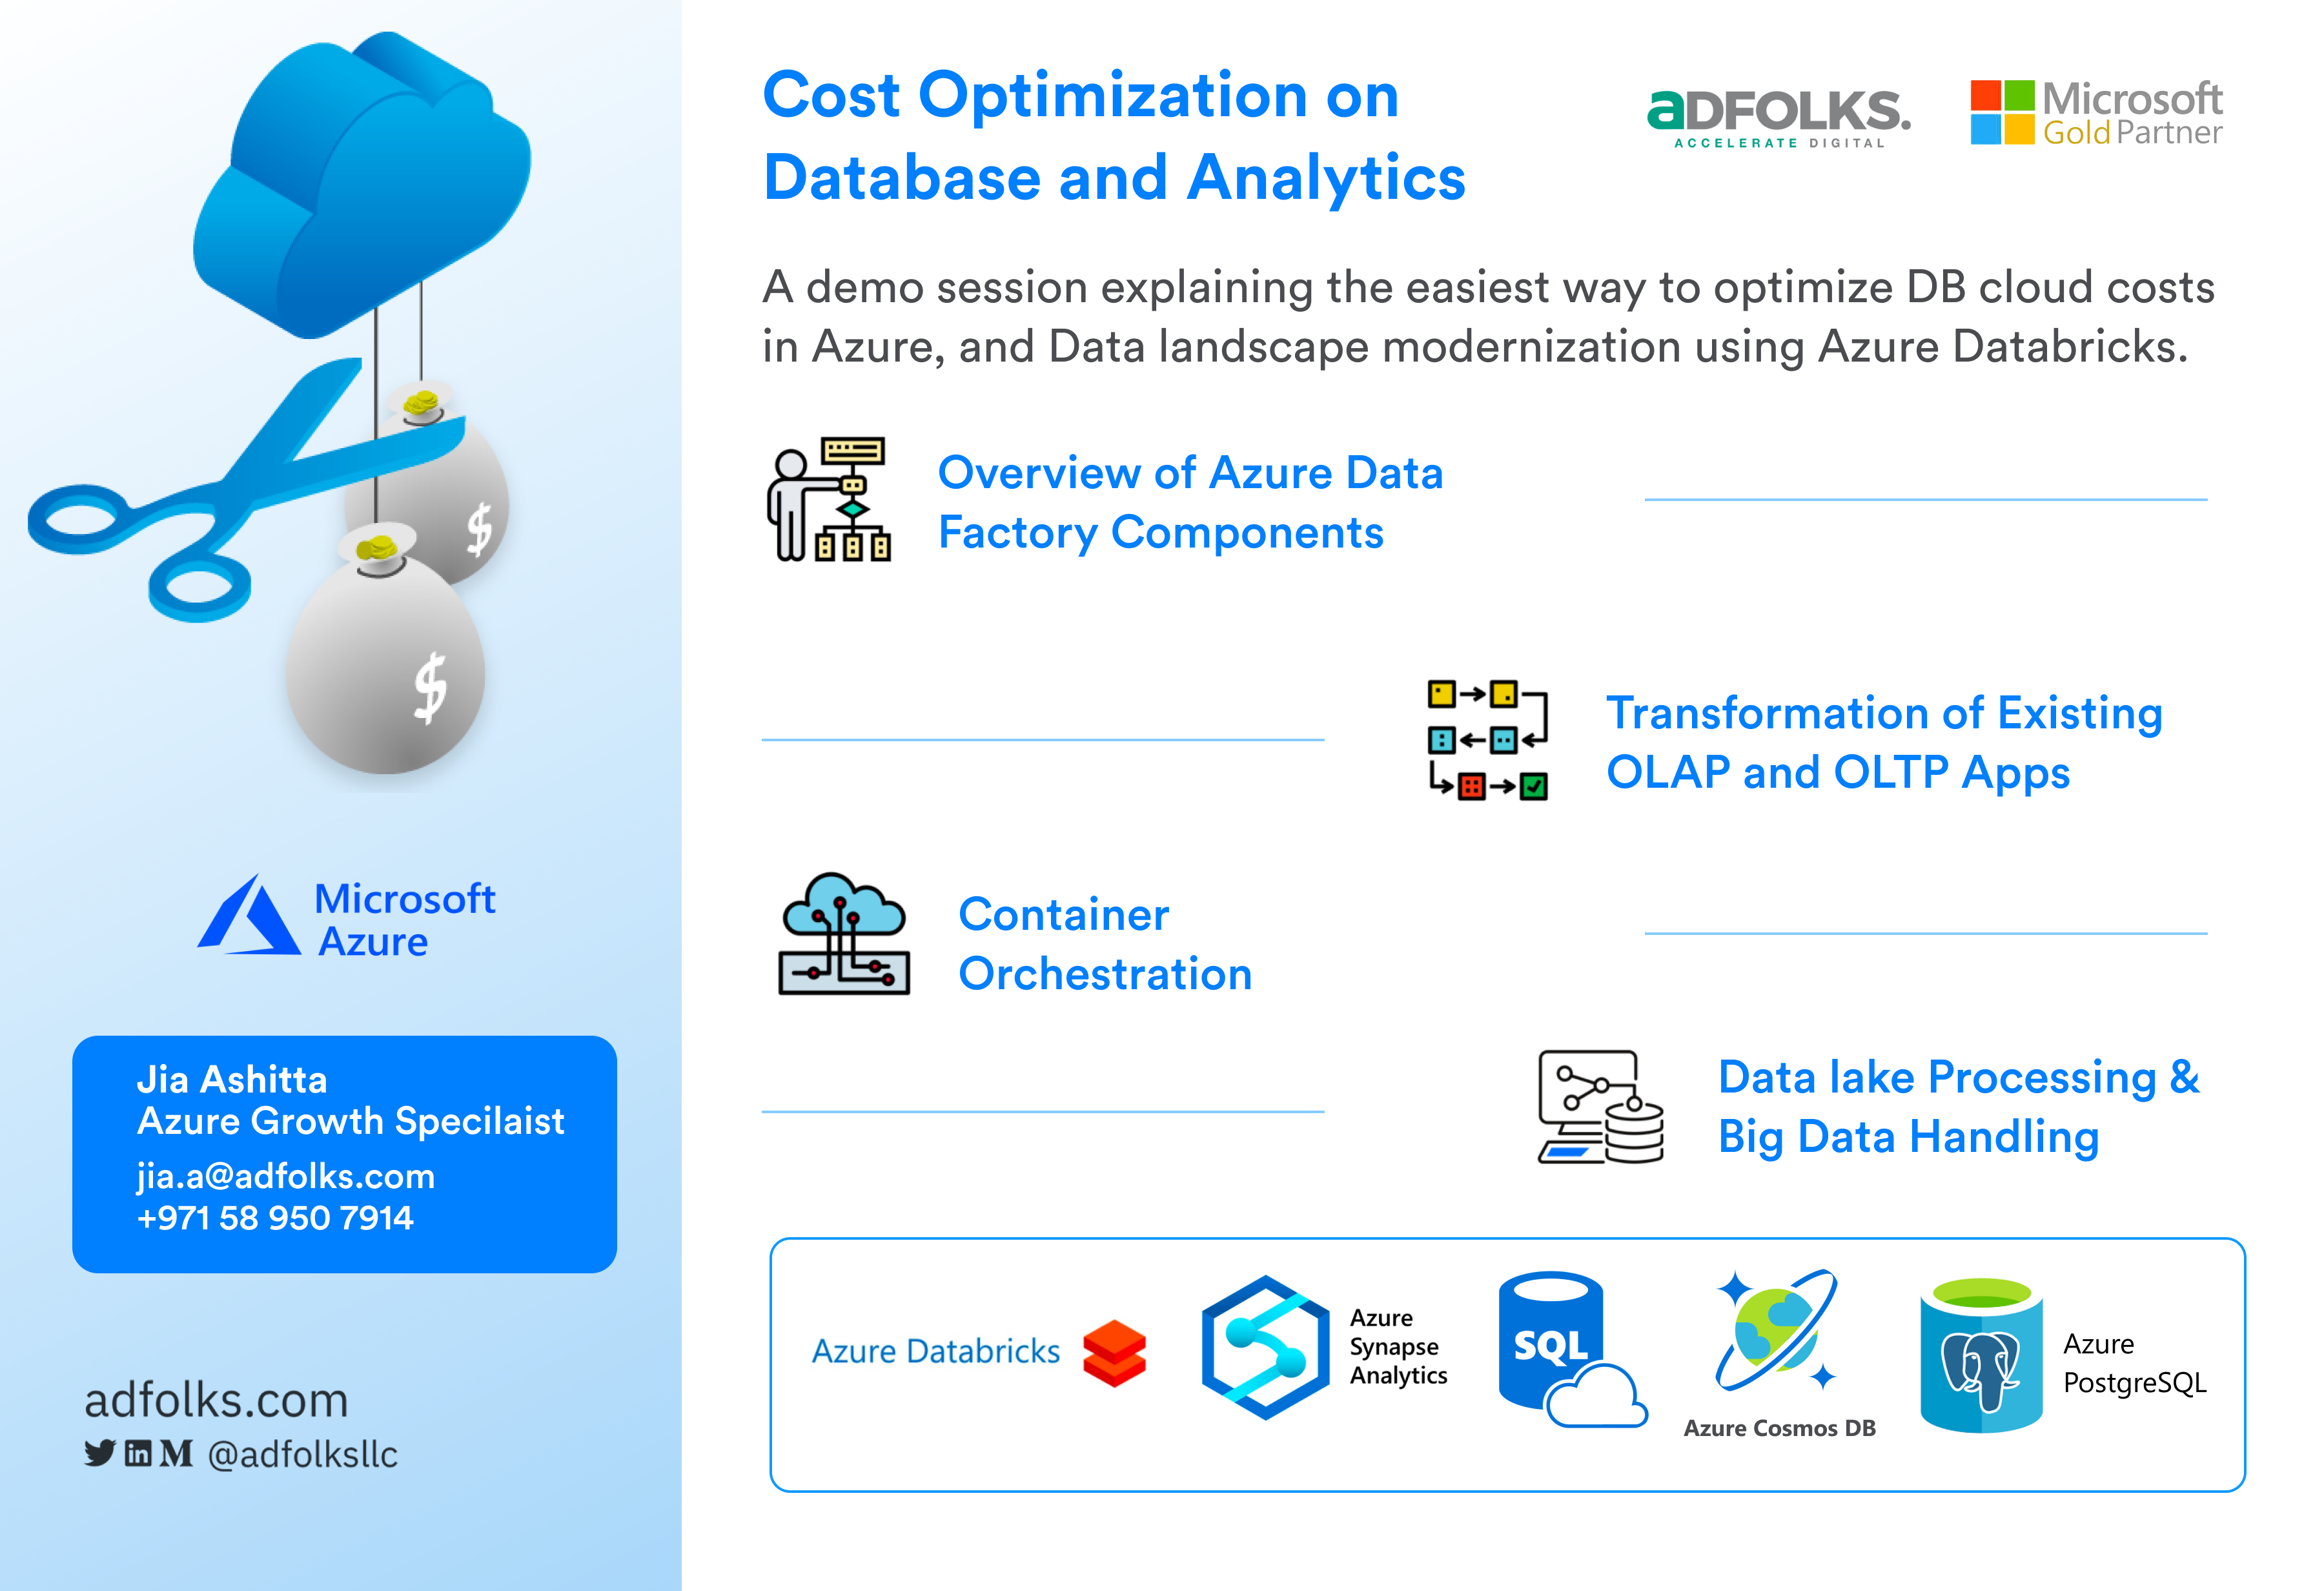 Cost Optimization on
Database and Analytics
aDFOLKS.
ACCELERATE DIGITAL
Microsoft
Gold Partner
A demo session explaining the easiest way to optimize DB cloud costs
in Azure, and Data landscape modernization using Azure Databricks.
Overview of Azure Data
Factory Components
Transformation of Existing
OLAP and OLTP Apps
Container
Orchestration
Data lake Processing &
Big Data Handling
$
$
Microsoft
Azure
Jia Ashitta
Azure Growth Specilaist
jia.a@adfolks.com
+971 58 950 7914
adfolks.com
@adfolksllc
Azure Databricks
Azure
Synapse
Analytics
SQL
Azure Cosmos DB
Azure
PostgreSQL